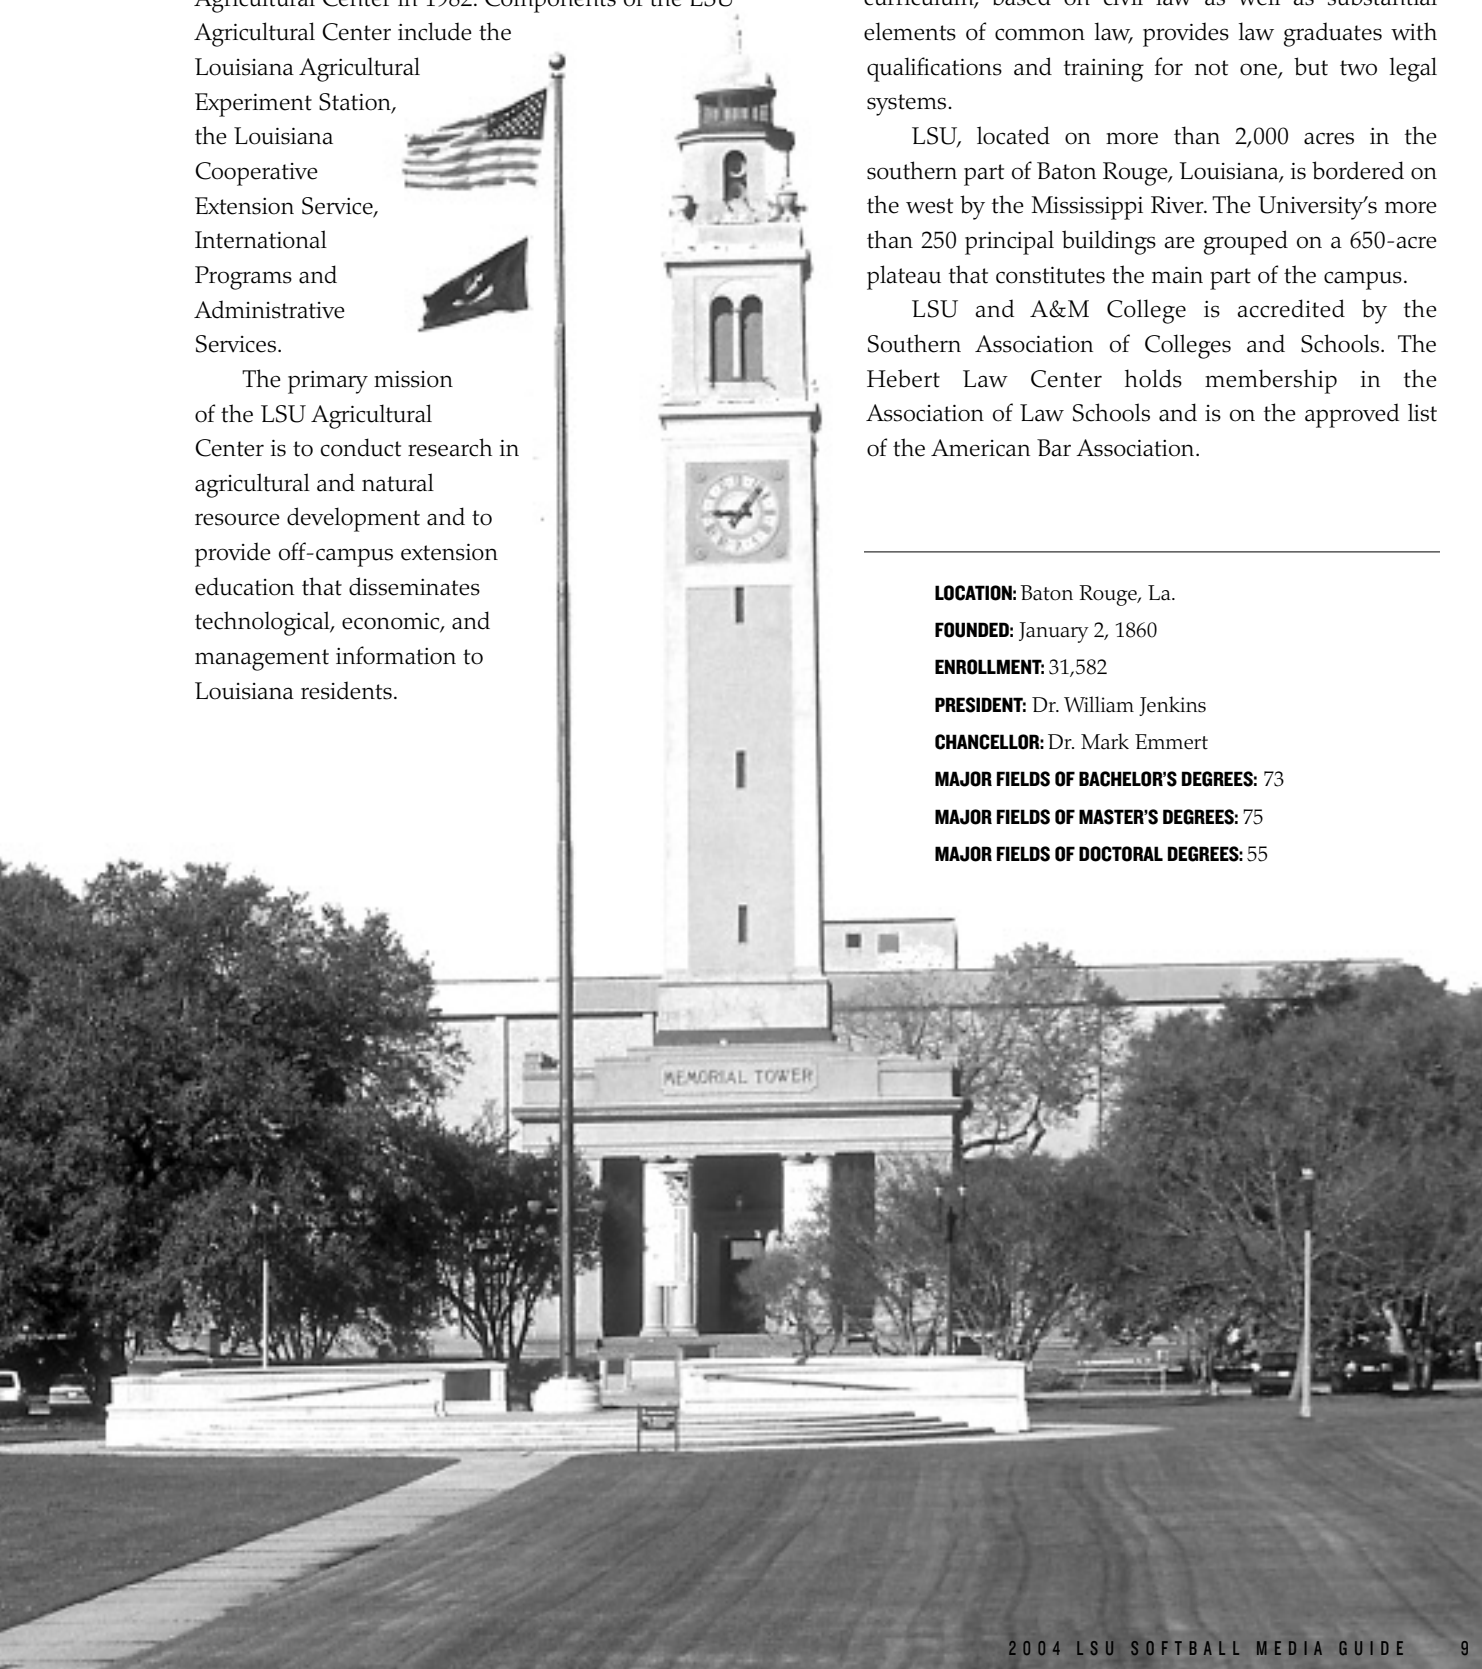 Agricultural Center in 1982. Components of the LSU
Agricultural Center include the
Louisiana Agricultural
Experiment Station,
the Louisiana
Cooperative
Extension Service,
International
Programs and
Administrative
Services.
The primary mission
of the LSU Agricultural
Center is to conduct research in
agricultural and natural
resource development and to
provide off-campus extension
education that disseminates
technological, economic, and
management information to
Louisiana residents.
curriculum, based on civil law as well as substantial
elements of common law, provides law graduates with
qualifications and training for not one, but two legal
systems.
LSU, located on more than 2,000 acres in the
southern part of Baton Rouge, Louisiana, is bordered on
the west by the Mississippi River. The University’s more
than 250 principal buildings are grouped on a 650-acre
plateau that constitutes the main part of the campus.
LSU and A&M College is accredited by the
Southern Association of Colleges and Schools. The
Hebert Law Center holds membership in the
Association of Law Schools and is on the approved list
of the American Bar Association.
LOCATION: Baton Rouge, La.
FOUNDED: January 2, 1860
ENROLLMENT: 31,582
PRESIDENT: Dr. William Jenkins
CHANCELLOR: Dr. Mark Emmert
MAJOR FIELDS OF BACHELOR’S DEGREES: 73
MAJOR FIELDS OF MASTER’S DEGREES: 75
MAJOR FIELDS OF DOCTORAL DEGREES: 55
MEMORIAL TOWER
2004 LSU SOFTBALL MEDIA GUIDE 9